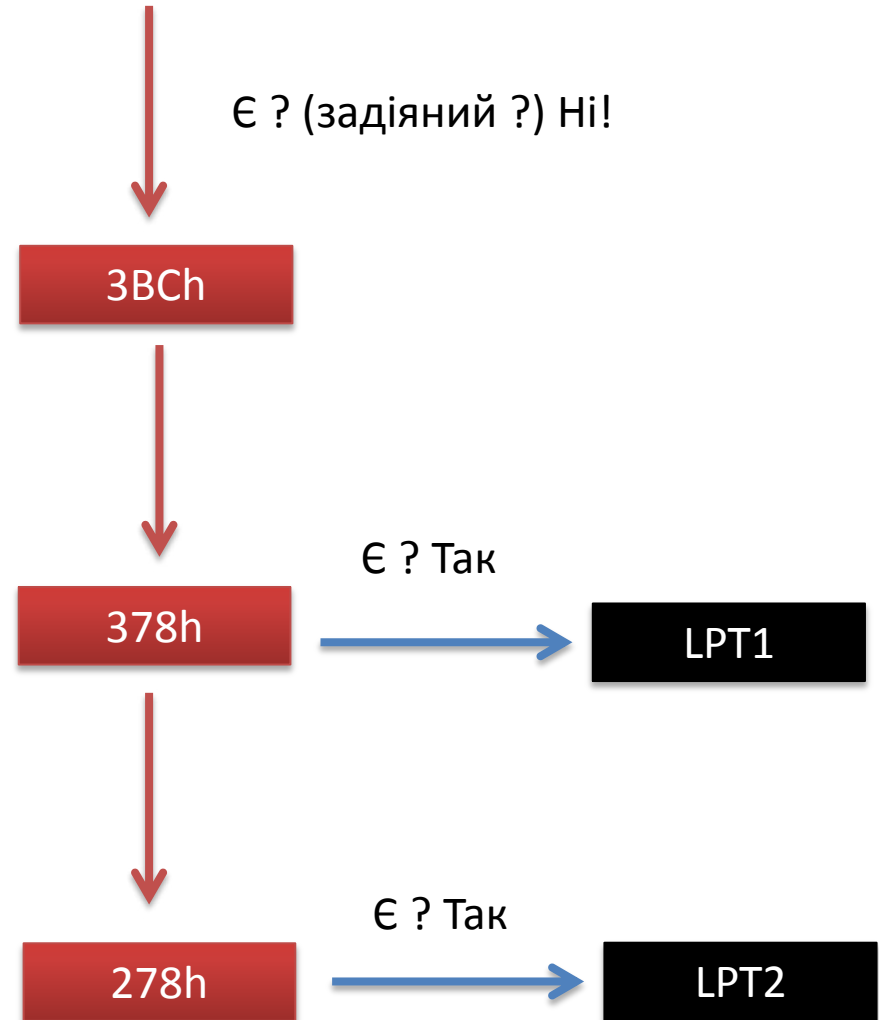 Є ? (задіяний ?) Ні!
3BCh
Є ? Так
378h
LPT1
Є ? Так
278h
LPT2